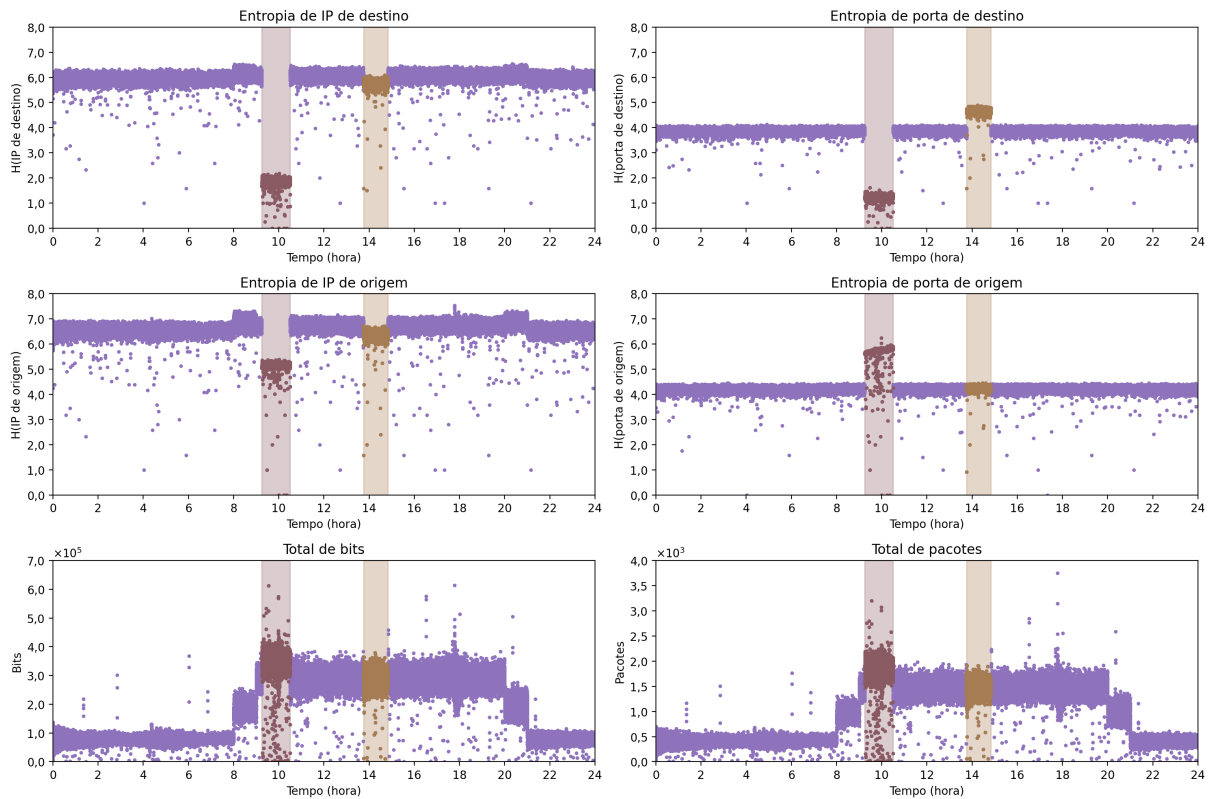 Entropia de IP de destino
H(IP de destino)
8,0
7,0
6,0
5,0
4,0
3,0
2,0
1,0
0,0
0 2 4 6 8 10 12 14 16 18 20 22 24
Tempo (hora)
Entropia de porta de destino
H(porta de destino)
8,0
7,0
6,0
5,0
4,0
3,0
2,0
1,0
0,0
0 2 4 6 8 10 12 14 16 18 20 22 24
Tempo (hora)
Entropia de IP de origem
H(IP de origem)
8,0
7,0
6,0
5,0
4,0
3,0
2,0
1,0
0,0
0 2 4 6 8 10 12 14 16 18 20 22 24
Tempo (hora)
Entropia de porta de origem
H(porta de origem)
8,0
7,0
6,0
5,0
4,0
3,0
2,0
1,0
0,0
0 2 4 6 8 10 12 14 16 18 20 22 24
Tempo (hora)
Total de bits
×10⁵
Bits
7,0
6,0
5,0
4,0
3,0
2,0
1,0
0,0
0 2 4 6 8 10 12 14 16 18 20 22 24
Tempo (hora)
Total de pacotes
×10³
Pacotes
4,0
3,5
3,0
2,5
2,0
1,5
1,0
0,5
0,0
0 2 4 6 8 10 12 14 16 18 20 22 24
Tempo (hora)